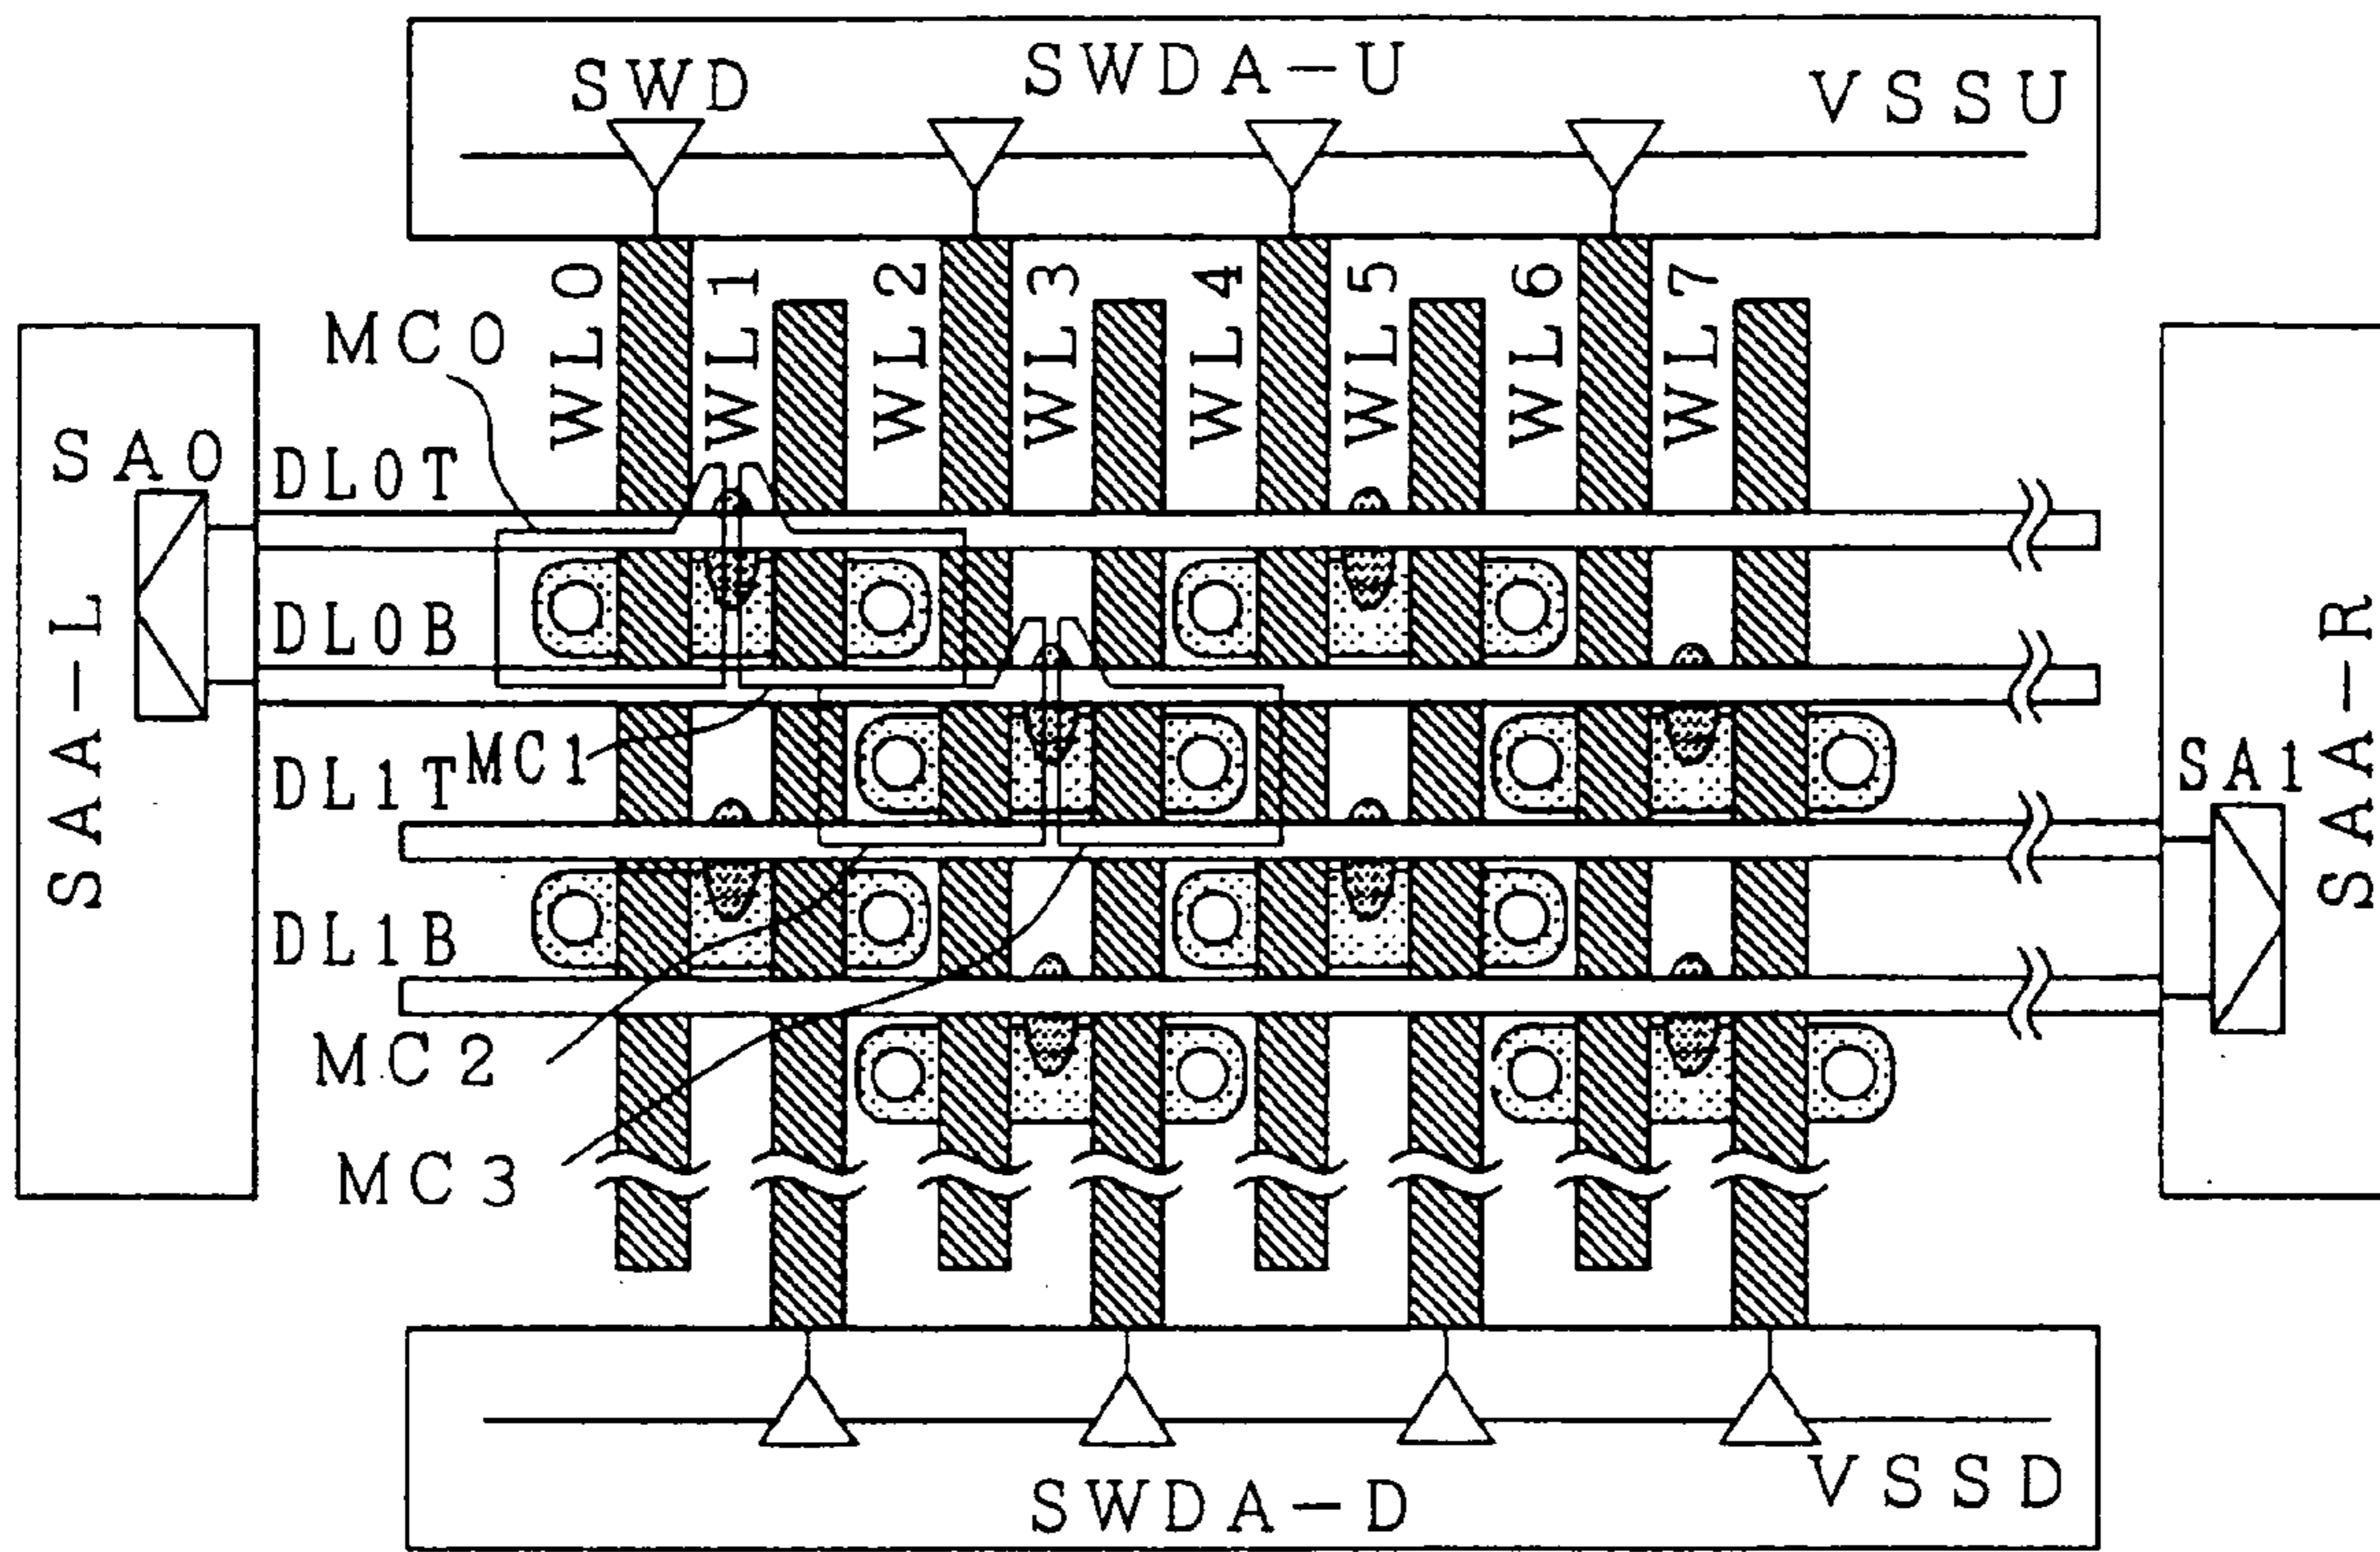 SWD
SWDA-U
VSSU
WL0
WL1
WL2
WL3
WL4
WL5
WL6
WL7
MC0
SA0
DL0T
DL0B
SAA-L
MC1
DL1T
SA1
SAA-R
DL1B
MC2
MC3
VSSD
SWDA-D